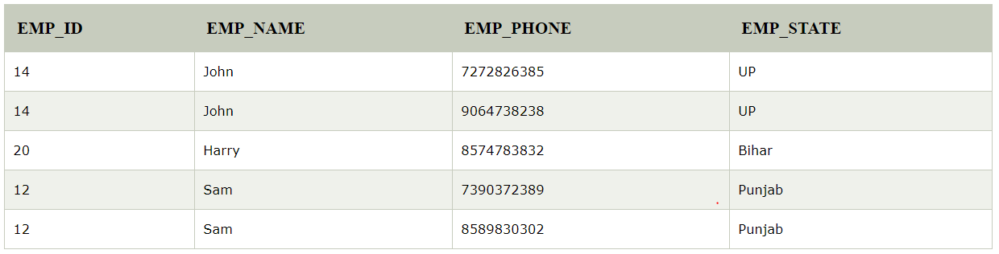 EMP_ID EMP_NAME EMP_PHONE EMP_STATE
14 John 7272826385 UP
14 John 9064738238 UP
20 Harry 8574783832 Bihar
12 Sam 7390372389 Punjab
12 Sam 8589830302 Punjab